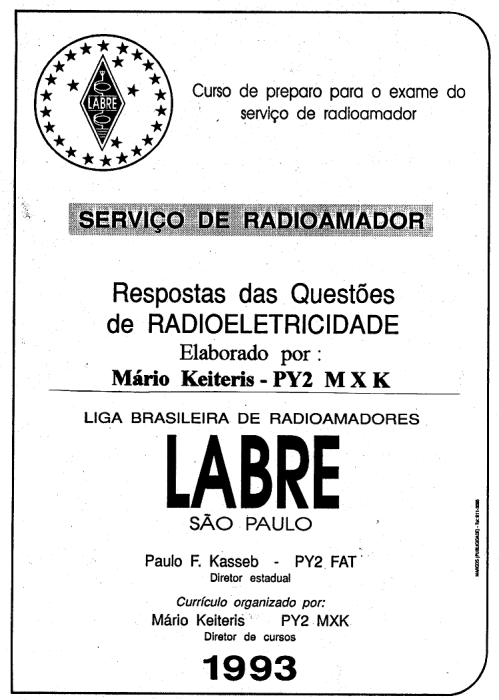 LABRE
Curso de preparo para o exame do
serviço de radioamador
SERVIÇO DE RADIOAMADOR
Respostas das Questões
de RADIOELETRICIDADE
Elaborado por :
Mário Keiteris - PY2 M X K
LIGA BRASILEIRA DE RADIOAMADORES
LABRE
SÃO PAULO
Paulo F. Kasseb - PY2 FAT
Diretor estadual
Currículo organizado por:
Mário Keiteris PY2 MXK
Diretor de cursos
1993